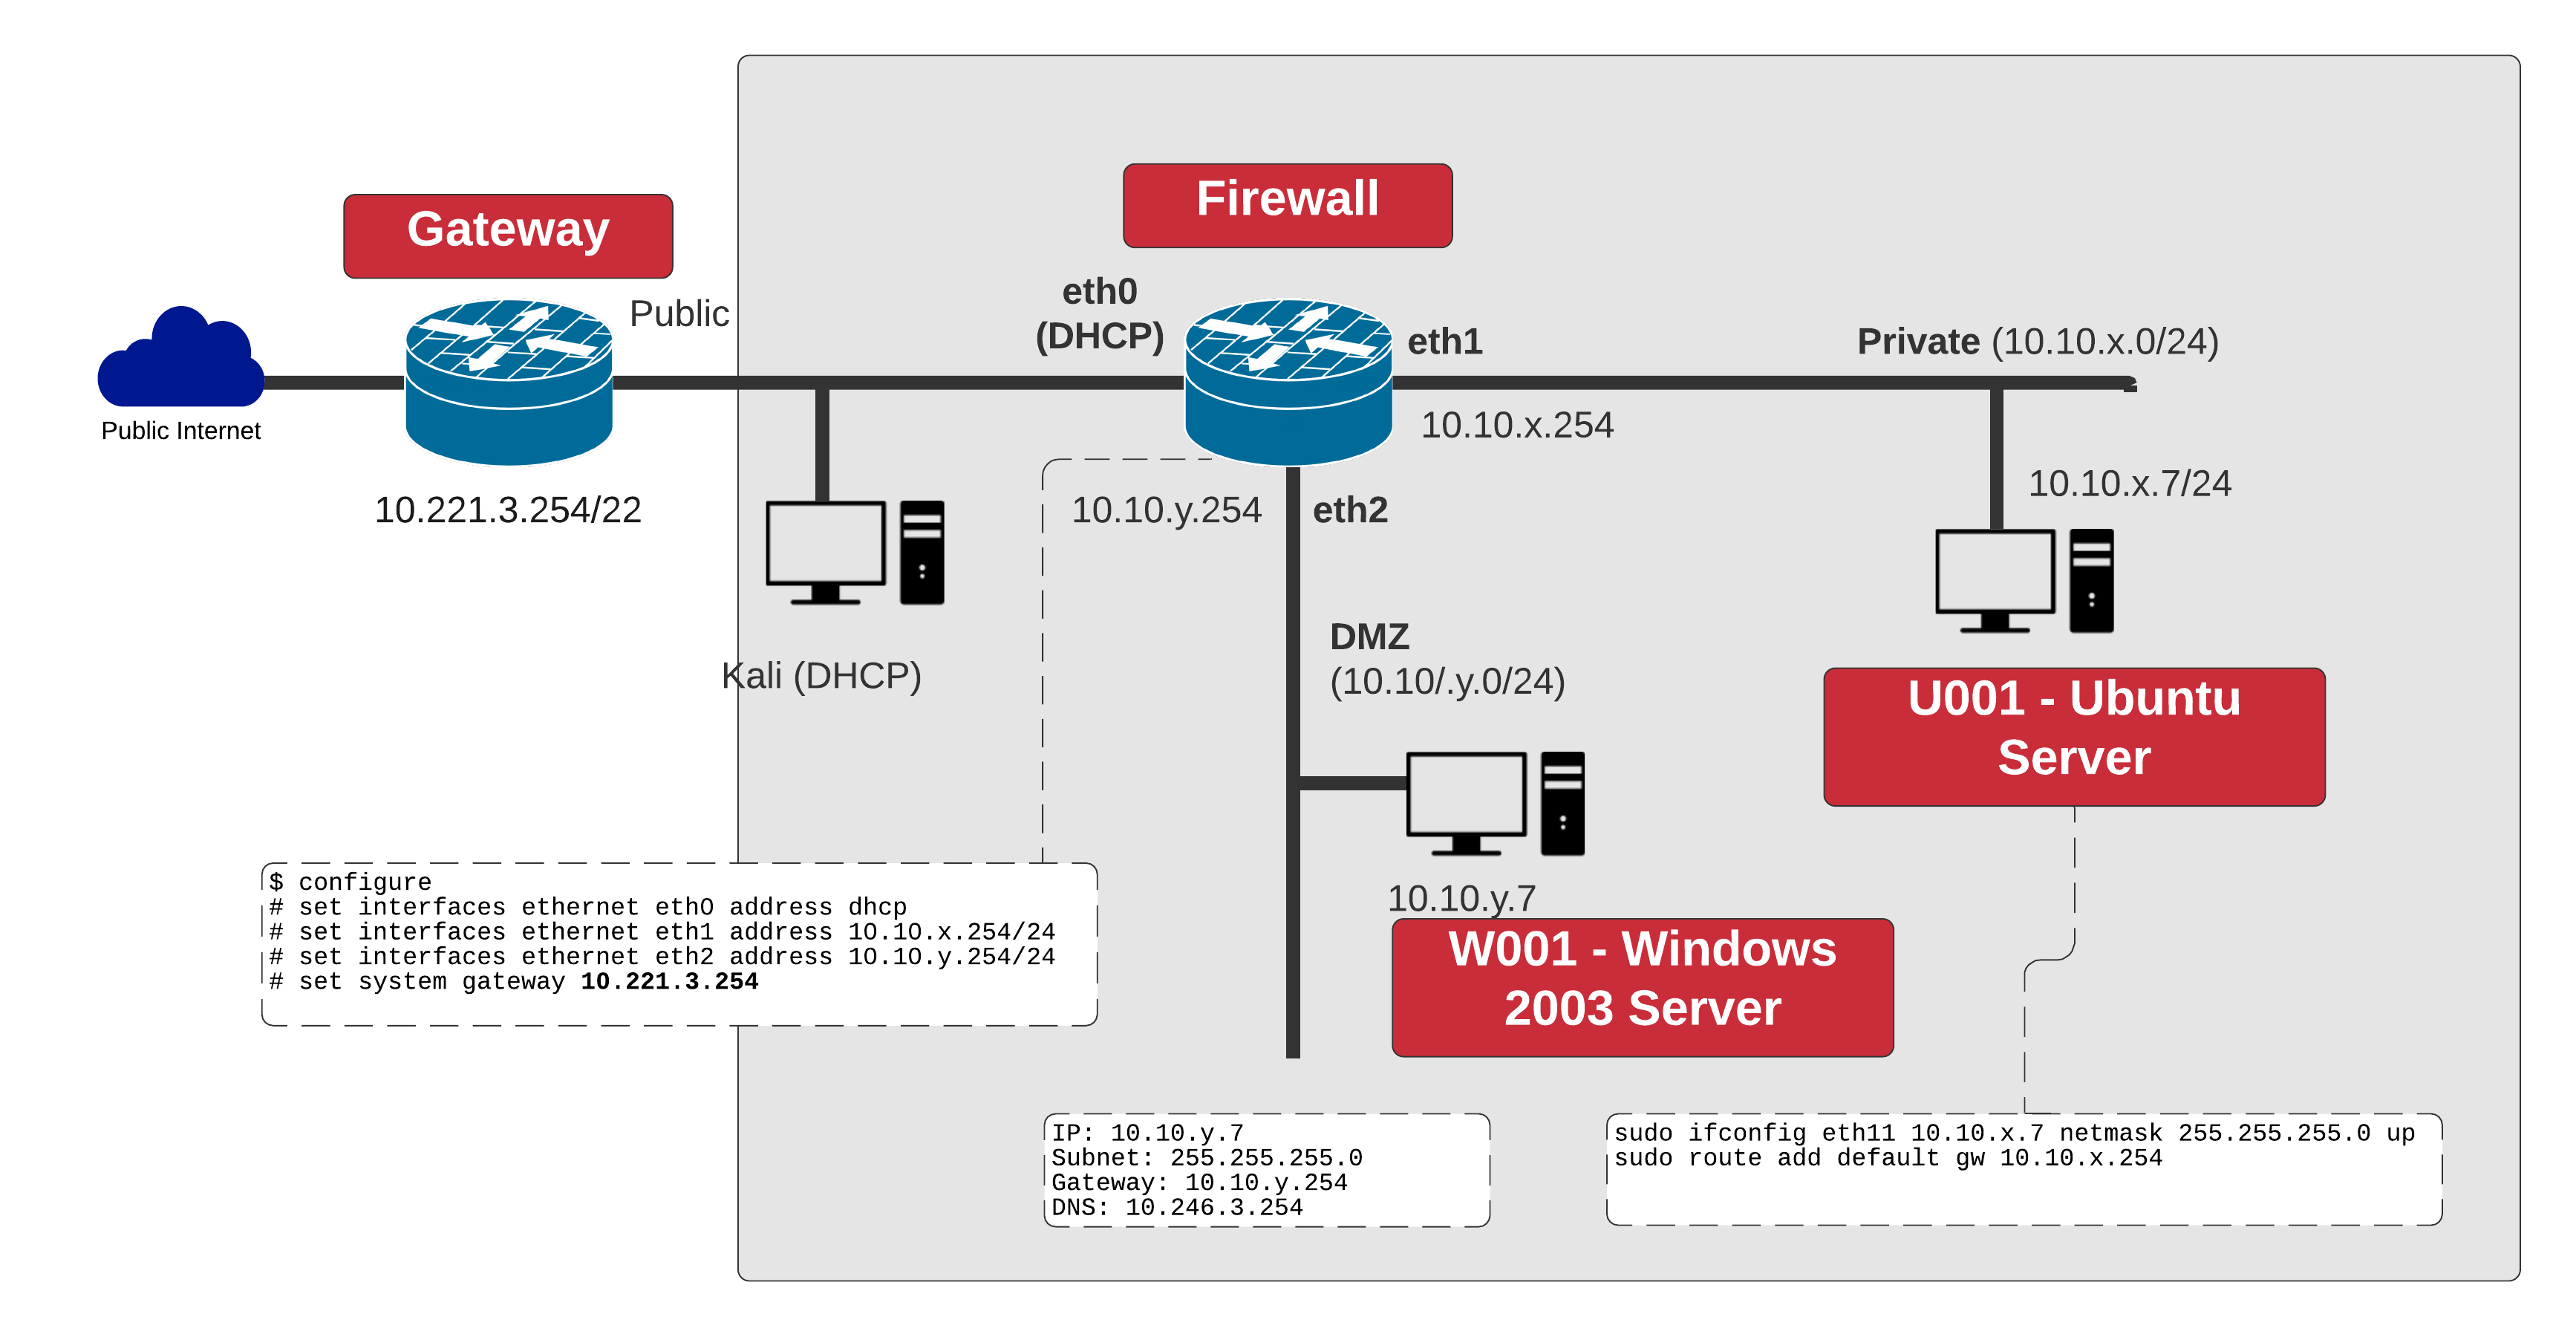 Firewall
Gateway
eth0
(DHCP)
Public
eth1
Private (10.10.x.0/24)
Public Internet
10.10.x.254
10.10.x.7/24
10.221.3.254/22
10.10.y.254
eth2
DMZ
(10.10/.y.0/24)
Kali (DHCP)
U001 - Ubuntu
Server
$ configure
# set interfaces ethernet eth0 address dhcp
# set interfaces ethernet eth1 address 10.10.x.254/24
# set interfaces ethernet eth2 address 10.10.y.254/24
# set system gateway 10.221.3.254
10.10.y.7
W001 - Windows
2003 Server
IP: 10.10.y.7
Subnet: 255.255.255.0
Gateway: 10.10.y.254
DNS: 10.246.3.254
sudo ifconfig eth11 10.10.x.7 netmask 255.255.255.0 up
sudo route add default gw 10.10.x.254